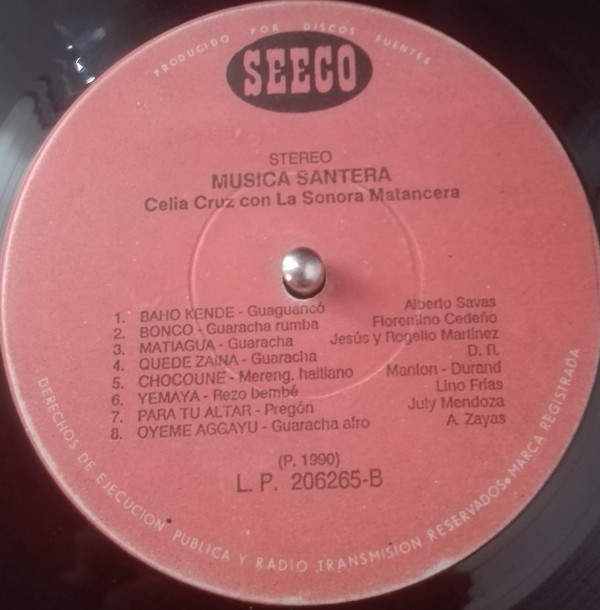 PRODUCIDO POR DISCOS FUENTES
SEECO
STEREO
MUSICA SANTERA
Celia Cruz con La Sonora Matancera
1. BAHO KENDE - Guaguancó Alberto Savas
2. BONCO - Guaracha rumba Floremino Cedeño
3. MATIAGUA - Guaracha Jesús y Rogelio Martínez
4. QUEDE ZAINA - Guaracha D. R.
5. CHOCOUNE - Mereng. haitiano Manlon - Durand
6. YEMAYA - Rezo bembé Lino Frías
7. PARA TU ALTAR - Pregón July Mendoza
8. OYEME AGGAYU - Guaracha afro A. Zayas
(P. 1990)
L. P. 206265-B
DERECHOS DE EJECUCION PUBLICA Y RADIO TRANSMISION RESERVADOS. MARCA REGISTRADA